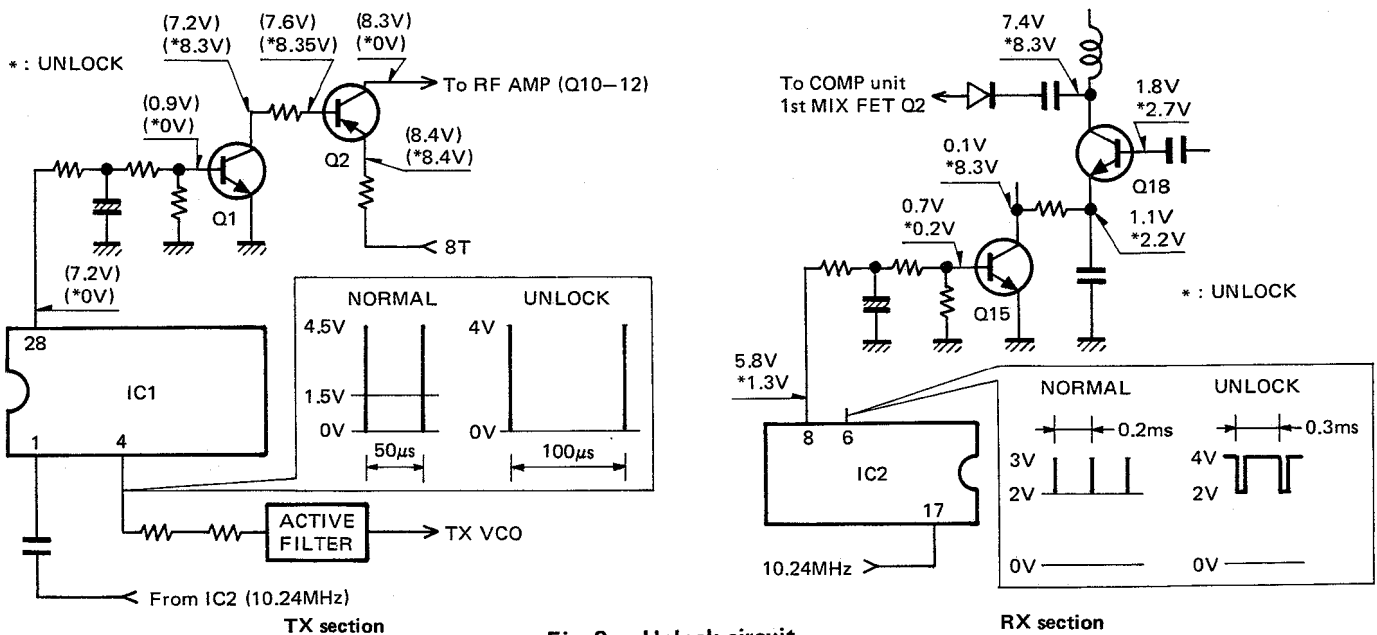 (7.2V)
(*8.3V)
(7.6V)
(*8.35V)
(8.3V)
(*0V)
* : UNLOCK
To RF AMP (Q10–12)
(0.9V)
(*0V)
Q2
(8.4V)
(*8.4V)
Q1
8T
(7.2V)
(*0V)
28
IC1
1
4
NORMAL
UNLOCK
4.5V
1.5V
0V
50μs
4V
0V
100μs
ACTIVE
FILTER
TX VCO
From IC2 (10.24MHz)
TX section
7.4V
*8.3V
To COMP unit
1st MIX FET Q2
1.8V
*2.7V
Q18
0.1V
*8.3V
1.1V
*2.2V
0.7V
*0.2V
Q15
* : UNLOCK
5.8V
*1.3V
8
6
IC2
17
10.24MHz
NORMAL
UNLOCK
0.2ms
0.3ms
3V
2V
0V
4V
2V
0V
RX section